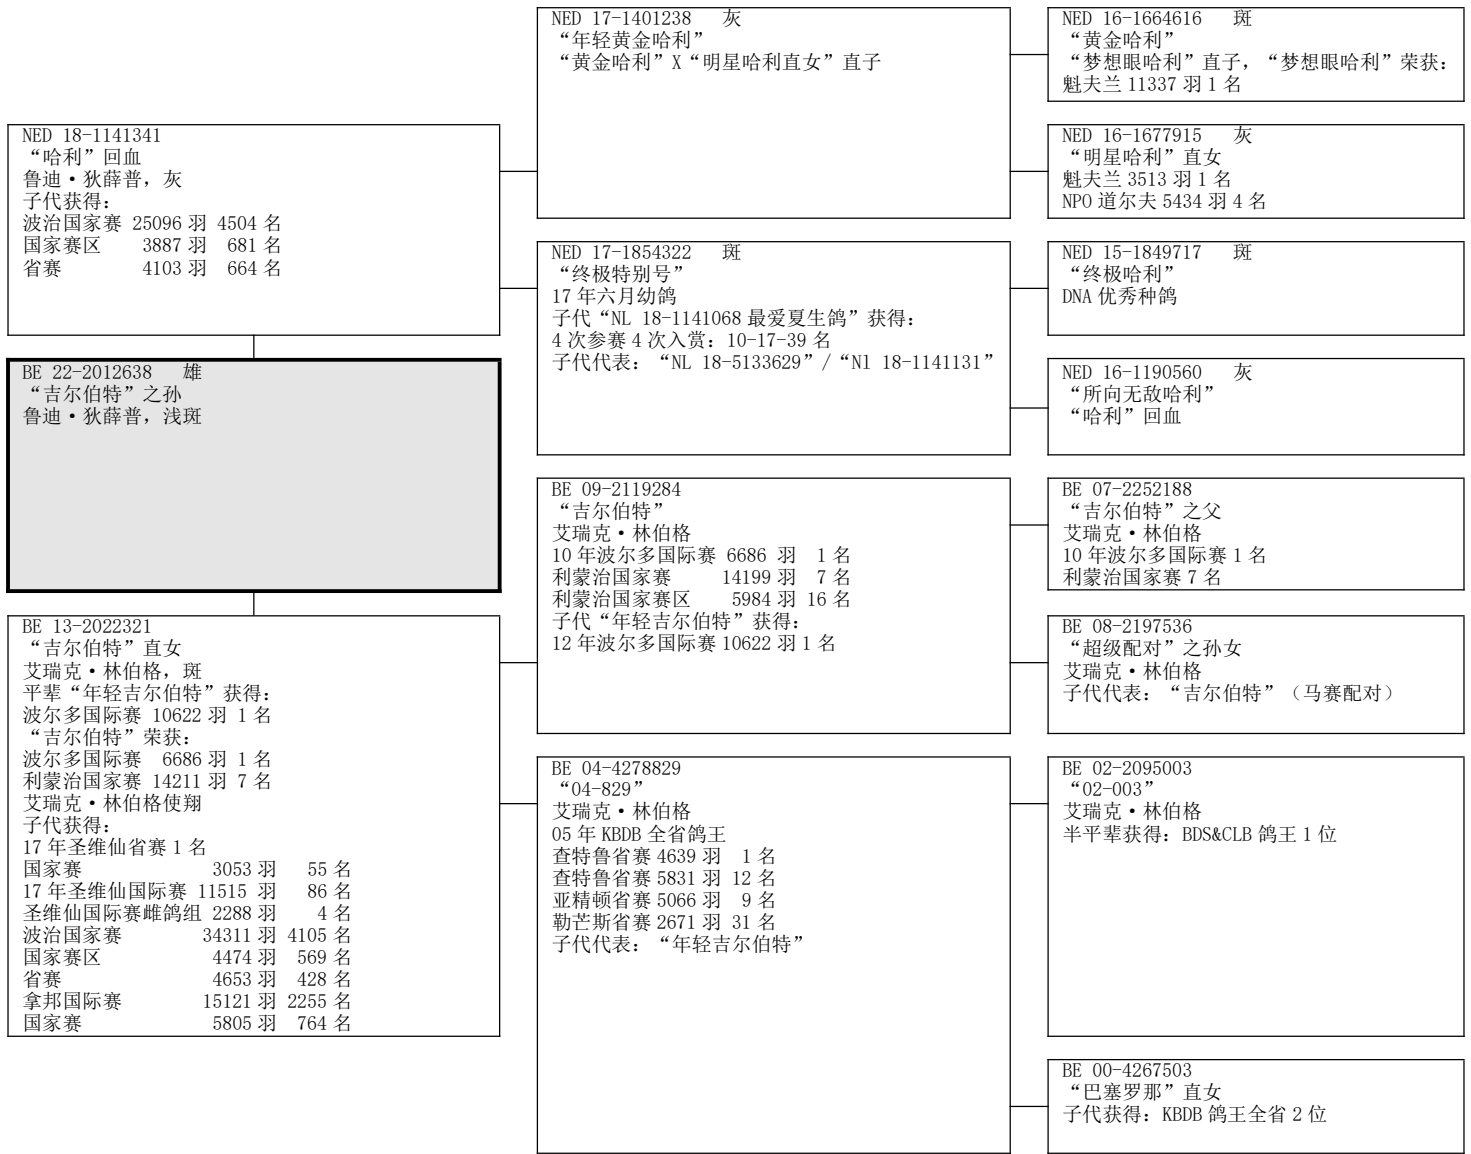 NED 18-1141341
“哈利”回血
鲁迪·狄薛普，灰
子代获得：
波治国家赛 25096 羽 4504 名
国家赛区 3887 羽 681 名
省赛 4103 羽 664 名
BE 22-2012638 雄
“吉尔伯特”之孙
鲁迪·狄薛普，浅斑
BE 13-2022321
“吉尔伯特”直女
艾瑞克·林伯格，斑
平辈“年轻吉尔伯特”获得：
波尔多国际赛 10622 羽 1 名
“吉尔伯特”荣获：
波尔多国际赛 6686 羽 1 名
利蒙治国家赛 14211 羽 7 名
艾瑞克·林伯格使翔
子代获得：
17 年圣维仙省赛 1 名
国家赛 3053 羽 55 名
17 年圣维仙国际赛 11515 羽 86 名
圣维仙国际赛雌鸽组 2288 羽 4 名
波治国家赛 34311 羽 4105 名
国家赛区 4474 羽 569 名
省赛 4653 羽 428 名
拿邦国际赛 15121 羽 2255 名
国家赛 5805 羽 764 名
NED 17-1401238 灰
“年轻黄金哈利”
“黄金哈利”X“明星哈利直女”直子
NED 17-1854322 斑
“终极特别号”
17 年六月幼鸽
子代“NL 18-1141068 最爱夏生鸽”获得：
4 次参赛 4 次入赏：10-17-39 名
子代代表：“NL 18-5133629”/“Nl 18-1141131”
BE 09-2119284
“吉尔伯特”
艾瑞克·林伯格
10 年波尔多国际赛 6686 羽 1 名
利蒙治国家赛 14199 羽 7 名
利蒙治国家赛区 5984 羽 16 名
子代“年轻吉尔伯特”获得：
12 年波尔多国际赛 10622 羽 1 名
BE 04-4278829
“04-829”
艾瑞克·林伯格
05 年 KBDB 全省鸽王
查特鲁省赛 4639 羽 1 名
查特鲁省赛 5831 羽 12 名
亚精顿省赛 5066 羽 9 名
勒芒斯省赛 2671 羽 31 名
子代代表：“年轻吉尔伯特”
NED 16-1664616 斑
“黄金哈利”
“梦想眼哈利”直子，“梦想眼哈利”荣获：
魁夫兰 11337 羽 1 名
NED 16-1677915 灰
“明星哈利”直女
魁夫兰 3513 羽 1 名
NPO 道尔夫 5434 羽 4 名
NED 15-1849717 斑
“终极哈利”
DNA 优秀种鸽
NED 16-1190560 灰
“所向无敌哈利”
“哈利”回血
BE 07-2252188
“吉尔伯特”之父
艾瑞克·林伯格
10 年波尔多国际赛 1 名
利蒙治国家赛 7 名
BE 08-2197536
“超级配对”之孙女
艾瑞克·林伯格
子代代表：“吉尔伯特”（马赛配对）
BE 02-2095003
“02-003”
艾瑞克·林伯格
半平辈获得：BDS&CLB 鸽王 1 位
BE 00-4267503
“巴塞罗那”直女
子代获得：KBDB 鸽王全省 2 位